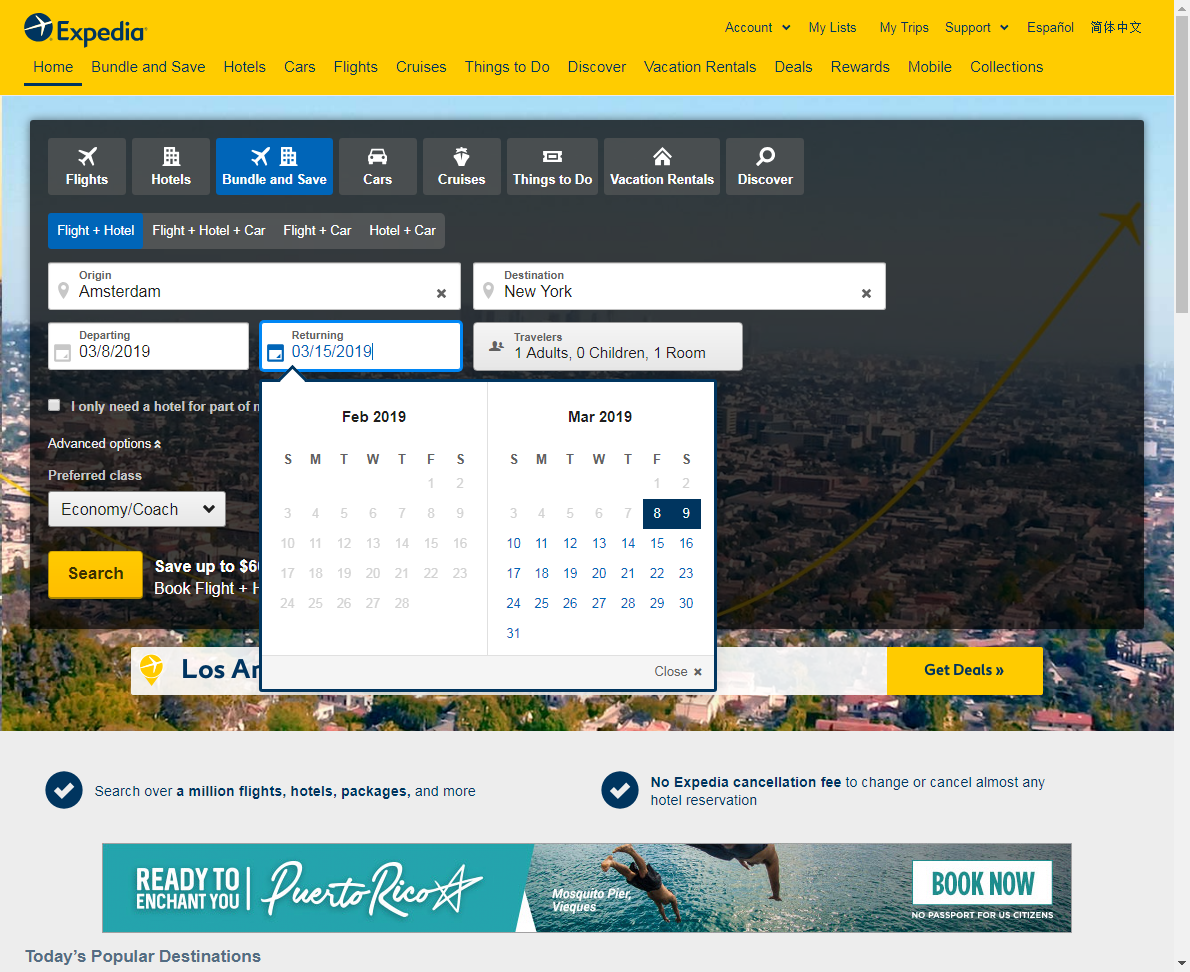 Expedia
Account My Lists My Trips Support Español 简体中文
Home Bundle and Save Hotels Cars Flights Cruises Things to Do Discover Vacation Rentals Deals Rewards Mobile Collections
Flights Hotels Bundle and Save Cars Cruises Things to Do Vacation Rentals Discover
Flight + Hotel Flight + Hotel + Car Flight + Car Hotel + Car
Origin
Amsterdam
Destination
New York
Departing
03/8/2019
Returning
03/15/2019
Travelers
1 Adults, 0 Children, 1 Room
I only need a hotel for part of
Advanced options
Preferred class
Economy/Coach
Search
Save up to $6
Book Flight + H
Feb 2019
S M T W T F S
1 2
3 4 5 6 7 8 9
10 11 12 13 14 15 16
17 18 19 20 21 22 23
24 25 26 27 28
Mar 2019
S M T W T F S
1 2
3 4 5 6 7 8 9
10 11 12 13 14 15 16
17 18 19 20 21 22 23
24 25 26 27 28 29 30
31
Close
Los An
Get Deals »
Search over a million flights, hotels, packages, and more
No Expedia cancellation fee to change or cancel almost any
hotel reservation
READY TO
ENCHANT YOU
Puerto Rico
Mosquito Pier,
Vieques
BOOK NOW
NO PASSPORT FOR US CITIZENS
Today's Popular Destinations